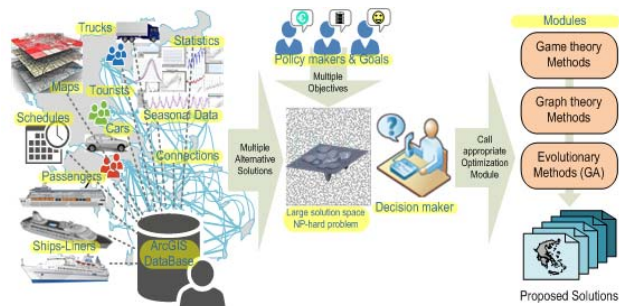 Trucks
Statistics
Maps
Tourists
Seasonal Data
Schedules
Cars
Connections
Passengers
Ships-Liners
ArcGIS
DataBase
Multiple
Alternative
Solutions
Policy makers & Goals
Multiple
Objectives
Large solution space
NP-hard problem
Decision maker
Call
appropriate
Optimization
Module
Modules
Game theory
Methods
Graph theory
Methods
Evolutionary
Methods (GA)
Proposed Solutions